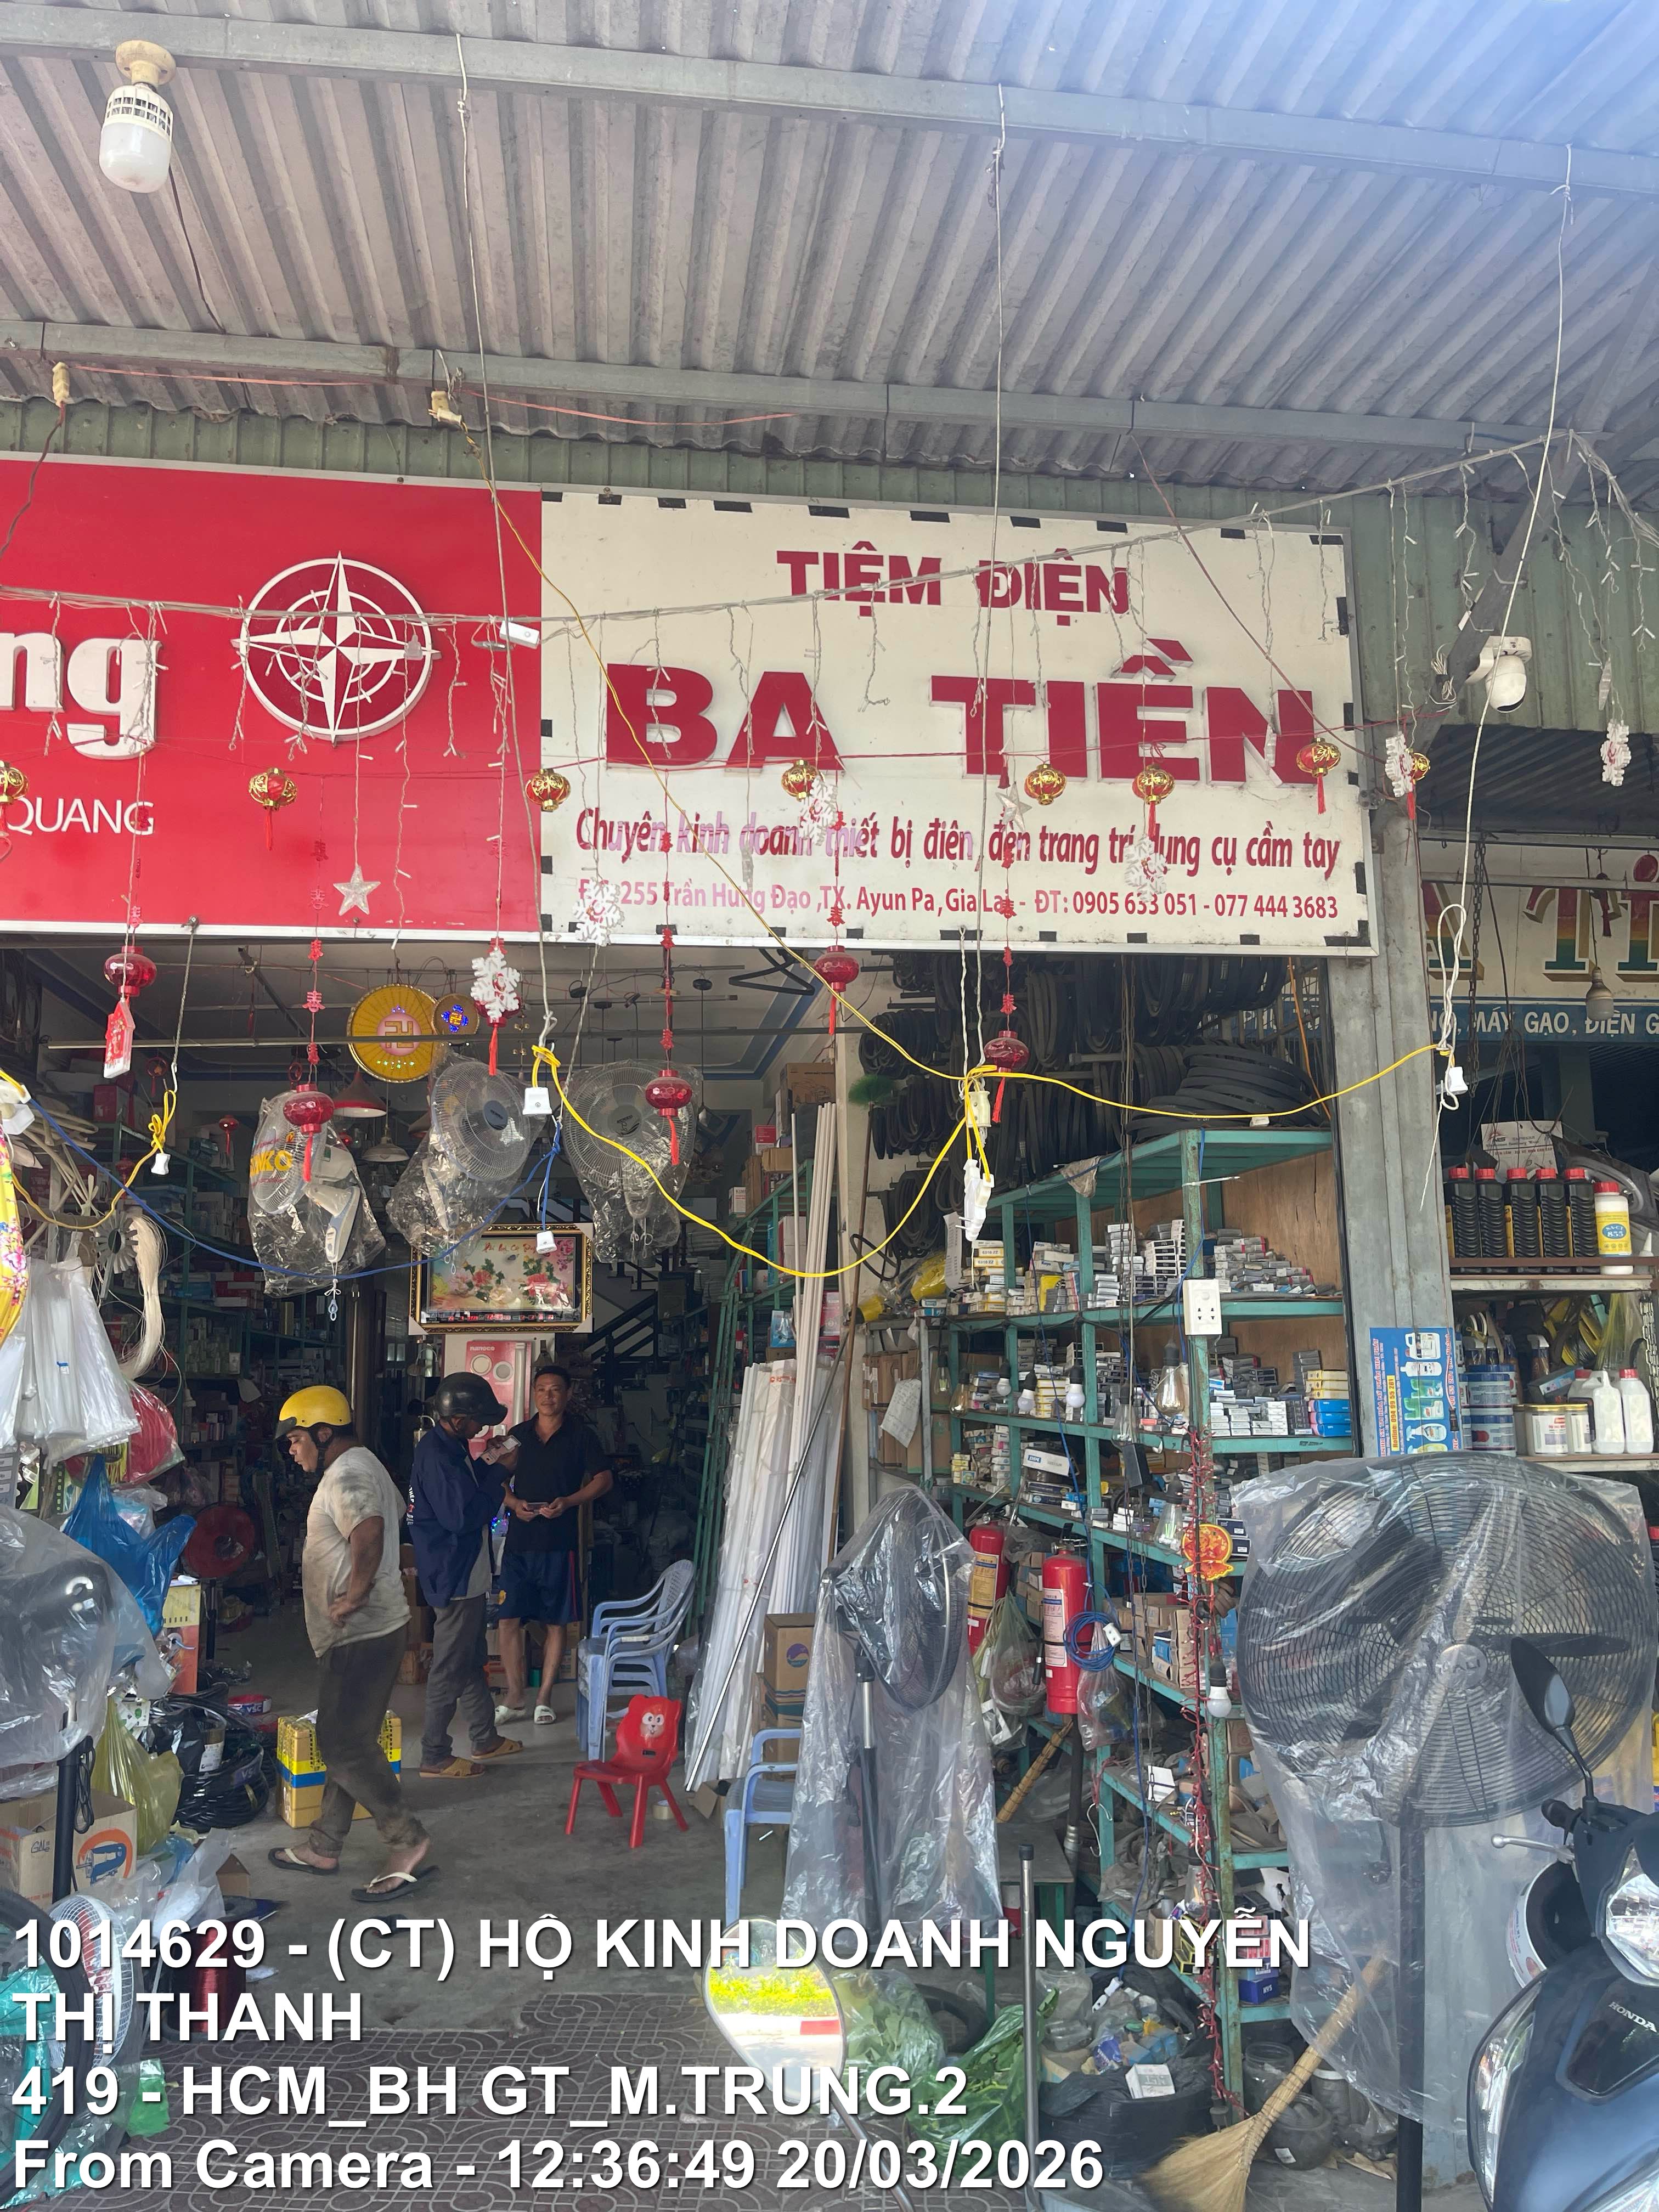 TIỆM ĐIỆN
ng
BA TIỀN
QUANG
Chuyên kinh doanh thiết bị điện, đèn trang trí dụng cụ cầm tay
255 Trần Hưng Đạo ,TX. Ayun Pa, Gia Lai - ĐT: 0905 633 051 - 077 444 3683
MÁY GẠO, ĐIỆN G
HONDA
1014629 - (CT) HỘ KINH DOANH NGUYỄN
THỊ THANH
419 - HCM_BH GT_M.TRUNG.2
From Camera - 12:36:49 20/03/2026